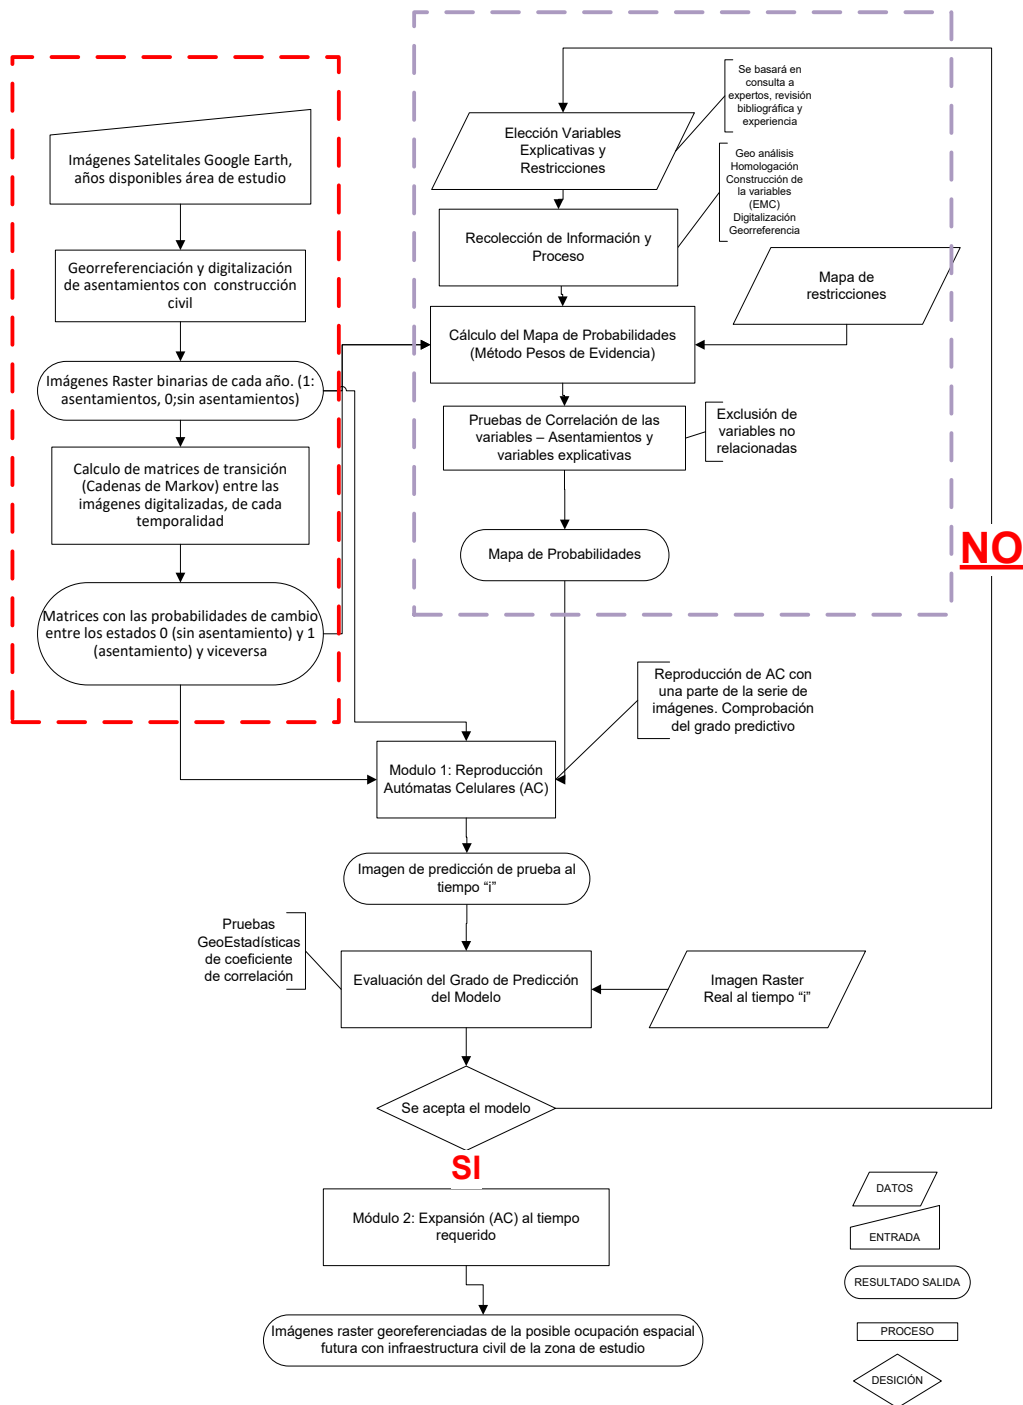 Imágenes Satelitales Google Earth,
años disponibles área de estudio
Georreferenciación y digitalización
de asentamientos con  construcción
civil
Imágenes Raster binarias de cada año. (1:
asentamientos, 0;sin asentamientos)
Calculo de matrices de transición
(Cadenas de Markov) entre las
imágenes digitalizadas, de cada
temporalidad
Matrices con las probabilidades de cambio
entre los estados 0 (sin asentamiento) y 1
(asentamiento) y viceversa
Se basará en
consulta a
expertos, revisión
bibliográfica y
experiencia
Elección Variables
Explicativas y
Restricciones
Geo análisis
Homologación
Construcción de
la variables
(EMC)
Digitalización
Georreferencia
Recolección de Información y
Proceso
Mapa de
restricciones
Cálculo del Mapa de Probabilidades
(Método Pesos de Evidencia)
Pruebas de Correlación de las
variables – Asentamientos y
variables explicativas
Exclusión de
variables no
relacionadas
Mapa de Probabilidades
NO
Reproducción de AC con
una parte de la serie de
imágenes. Comprobación
del grado predictivo
Modulo 1: Reproducción
Autómatas Celulares (AC)
Imagen de predicción de prueba al
tiempo “i”
Pruebas
GeoEstadísticas
de coeficiente
de correlación
Evaluación del Grado de Predicción
del Modelo
Imagen Raster
Real al tiempo “i”
Se acepta el modelo
SI
Módulo 2: Expansión (AC) al tiempo
requerido
Imágenes raster georeferenciadas de la posible ocupación espacial
futura con infraestructura civil de la zona de estudio
DATOS
ENTRADA
RESULTADO SALIDA
PROCESO
DESICIÓN